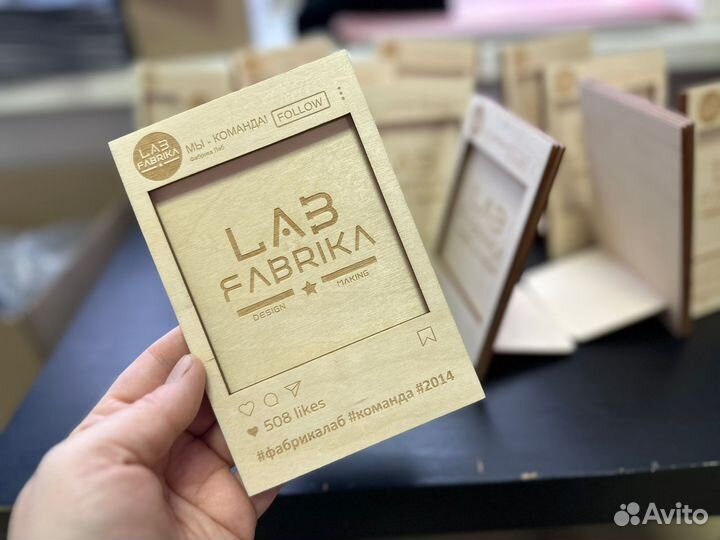 LAB
FABRIKA
МЫ - КОМАНДА!
Фабрика Лаб
FOLLOW
LAB
FABRIKA
DESIGN MAKING
508 likes
#фабрикалаб #команда #2014
Avito